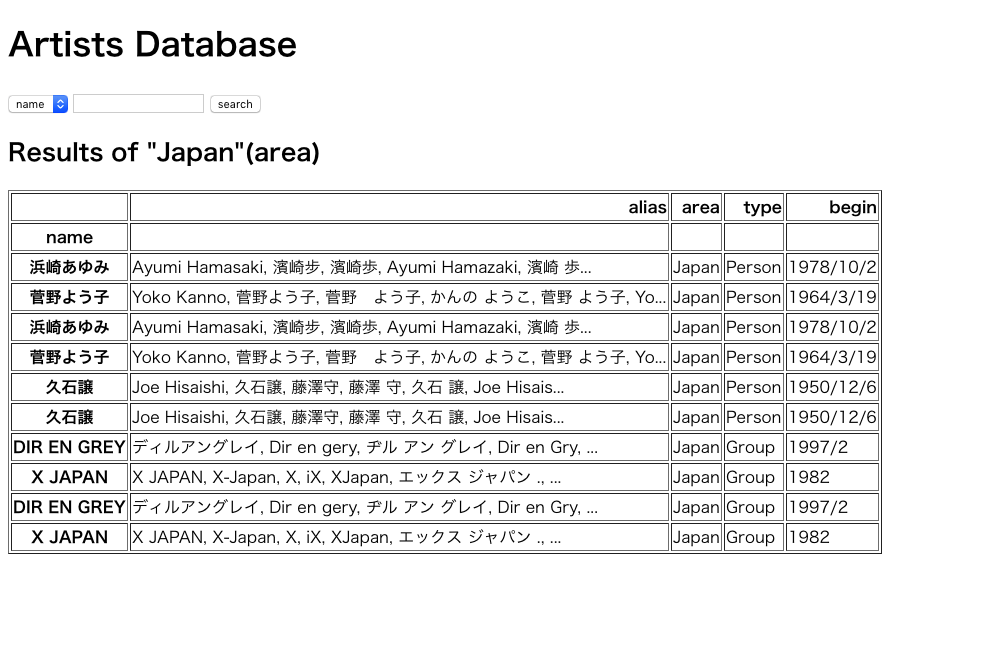 Artists Database
name search
Results of "Japan"(area)
alias area type begin
name
浜崎あゆみ Ayumi Hamasaki, 濱崎步, 濱崎歩, Ayumi Hamazaki, 濱崎 歩... Japan Person 1978/10/2
菅野よう子 Yoko Kanno, 菅野よう子, 菅野　よう子, かんの ようこ, 菅野 よう子, Yo... Japan Person 1964/3/19
浜崎あゆみ Ayumi Hamasaki, 濱崎步, 濱崎歩, Ayumi Hamazaki, 濱崎 歩... Japan Person 1978/10/2
菅野よう子 Yoko Kanno, 菅野よう子, 菅野　よう子, かんの ようこ, 菅野 よう子, Yo... Japan Person 1964/3/19
久石譲 Joe Hisaishi, 久石譲, 藤澤守, 藤澤 守, 久石 譲, Joe Hisais... Japan Person 1950/12/6
久石譲 Joe Hisaishi, 久石譲, 藤澤守, 藤澤 守, 久石 譲, Joe Hisais... Japan Person 1950/12/6
DIR EN GREY ディルアングレイ, Dir en gery, ヂル アン グレイ, Dir en Gry, ... Japan Group 1997/2
X JAPAN X JAPAN, X-Japan, X, iX, XJapan, エックス ジャパン ., ... Japan Group 1982
DIR EN GREY ディルアングレイ, Dir en gery, ヂル アン グレイ, Dir en Gry, ... Japan Group 1997/2
X JAPAN X JAPAN, X-Japan, X, iX, XJapan, エックス ジャパン ., ... Japan Group 1982